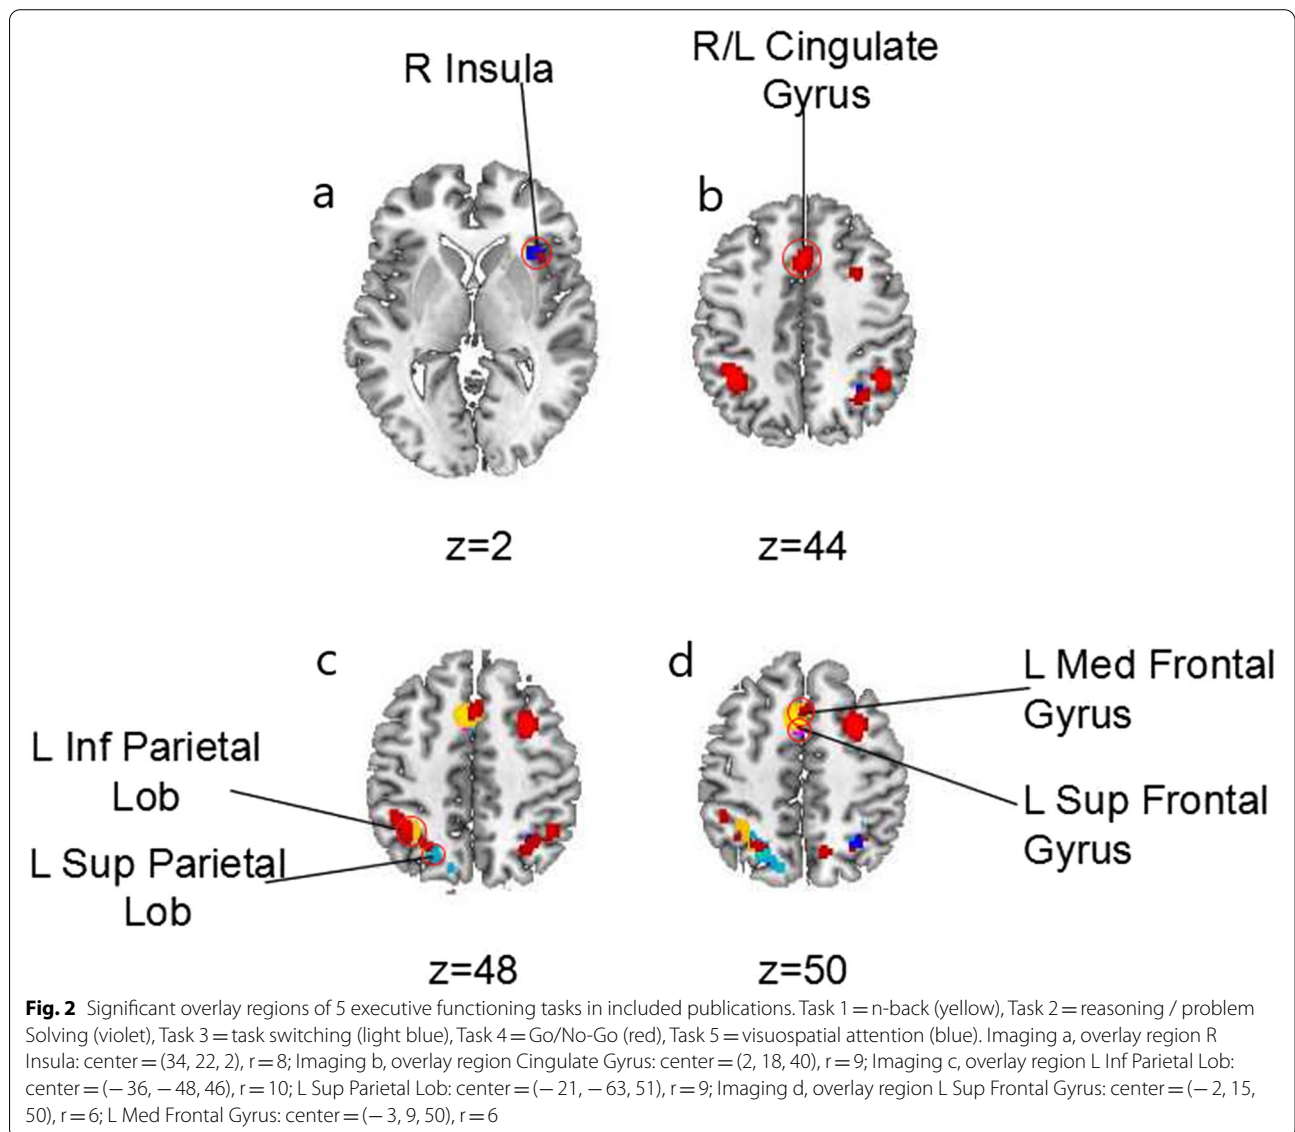 R Insula
R/L Cingulate
Gyrus
a
b
z=2
z=44
c
d
L Med Frontal
Gyrus
L Inf Parietal
Lob
L Sup Frontal
Gyrus
L Sup Parietal
Lob
z=48
z=50
Fig. 2 Significant overlay regions of 5 executive functioning tasks in included publications. Task 1 = n-back (yellow), Task 2 = reasoning / problem
Solving (violet), Task 3 = task switching (light blue), Task 4 = Go/No-Go (red), Task 5 = visuospatial attention (blue). Imaging a, overlay region R
Insula: center = (34, 22, 2), r = 8; Imaging b, overlay region Cingulate Gyrus: center = (2, 18, 40), r = 9; Imaging c, overlay region L Inf Parietal Lob:
center = (− 36, − 48, 46), r = 10; L Sup Parietal Lob: center = (− 21, − 63, 51), r = 9; Imaging d, overlay region L Sup Frontal Gyrus: center = (− 2, 15,
50), r = 6; L Med Frontal Gyrus: center = (− 3, 9, 50), r = 6